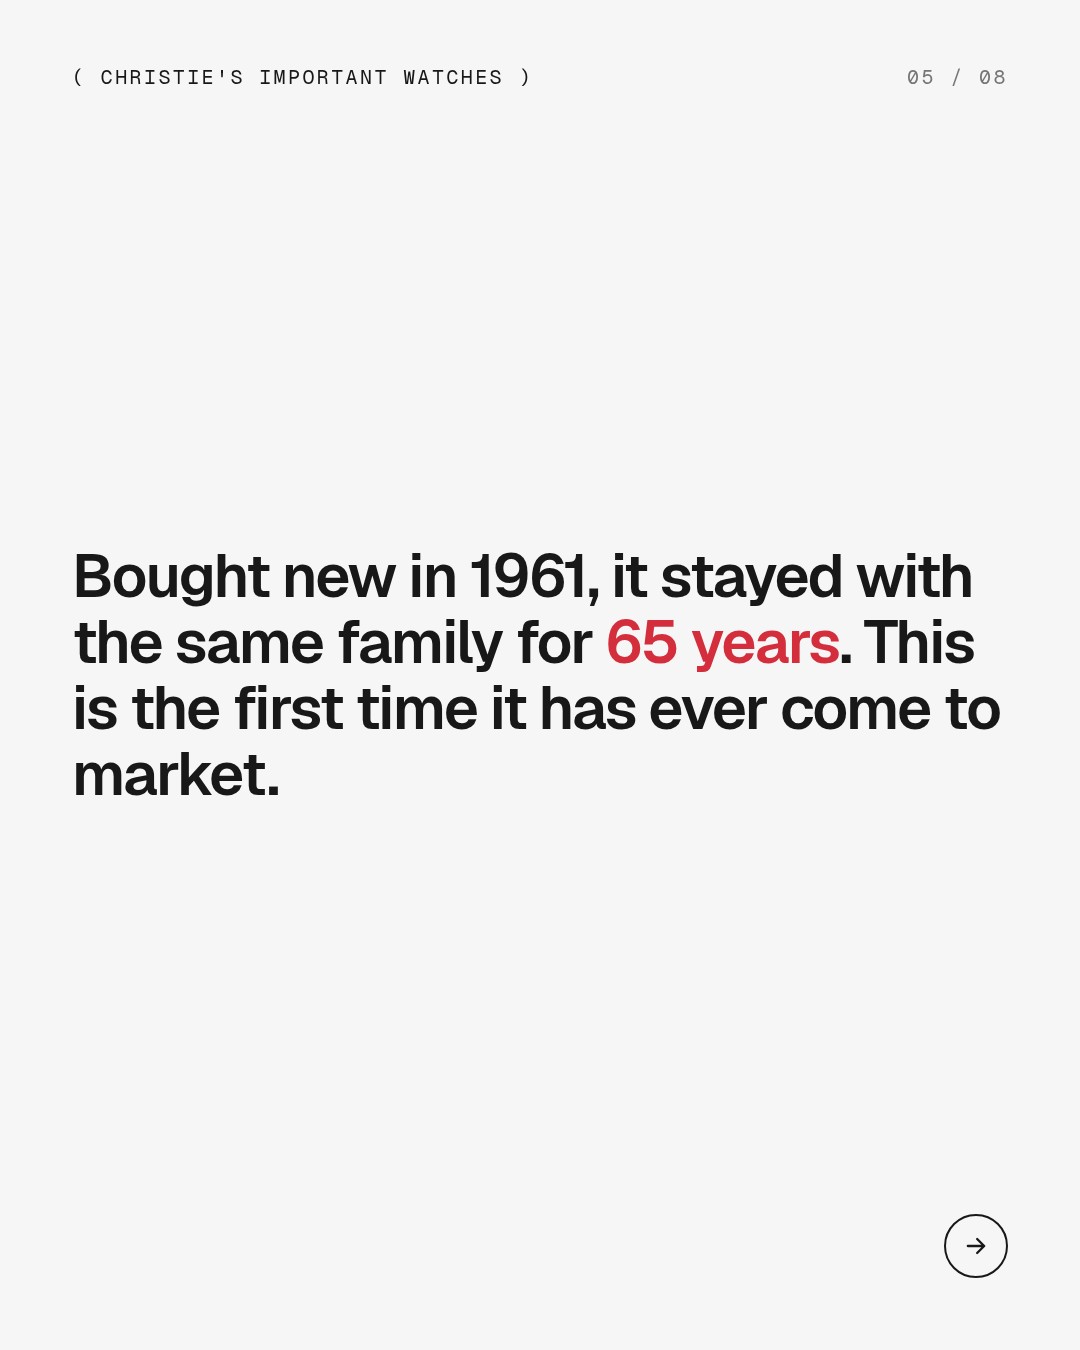 ( CHRISTIE'S IMPORTANT WATCHES )
05 / 08
Bought new in 1961, it stayed with
the same family for 65 years. This
is the first time it has ever come to
market.